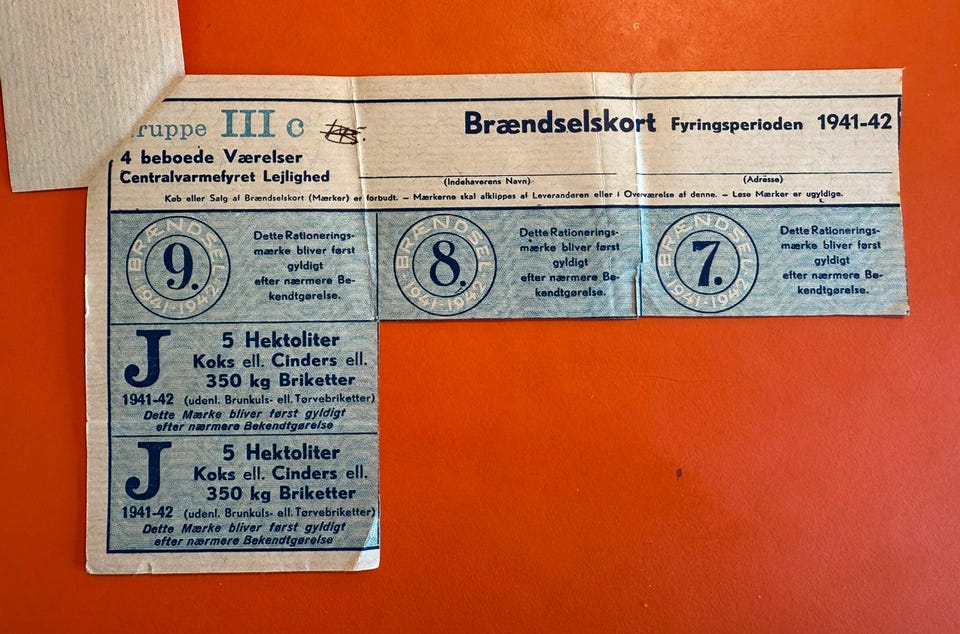 ruppe III c
Brændselskort Fyringsperioden 1941-42
4 beboede Værelser
Centralvarmefyret Lejlighed
(Indehaverens Navn) (Adresse)
Køb eller Salg af Brændselskort (Mærker) er forbudt. — Mærkerne skal afklippes af Leverandøren eller i Overværelse af denne. — Løse Mærker er ugyldige.
BRÆNDSEL
9.
1941-1942
Dette Rationerings-
mærke bliver først
gyldigt
efter nærmere Be-
kendtgørelse.
BRÆNDSEL
8.
1941-1942
Dette Rationerings-
mærke bliver først
gyldigt
efter nærmere Be-
kendtgørelse.
BRÆNDSEL
7.
1941-1942
Dette Rationerings-
mærke bliver først
gyldigt
efter nærmere Be-
kendtgørelse.
J
1941-42
5 Hektoliter
Koks ell. Cinders ell.
350 kg Briketter
(udenl. Brunkuls- ell. Tørvebriketter)
Dette Mærke bliver først gyldigt
efter nærmere Bekendtgørelse
J
1941-42
5 Hektoliter
Koks ell. Cinders ell.
350 kg Briketter
(udenl. Brunkuls- ell. Tørvebriketter)
Dette Mærke bliver først gyldigt
efter nærmere Bekendtgørelse